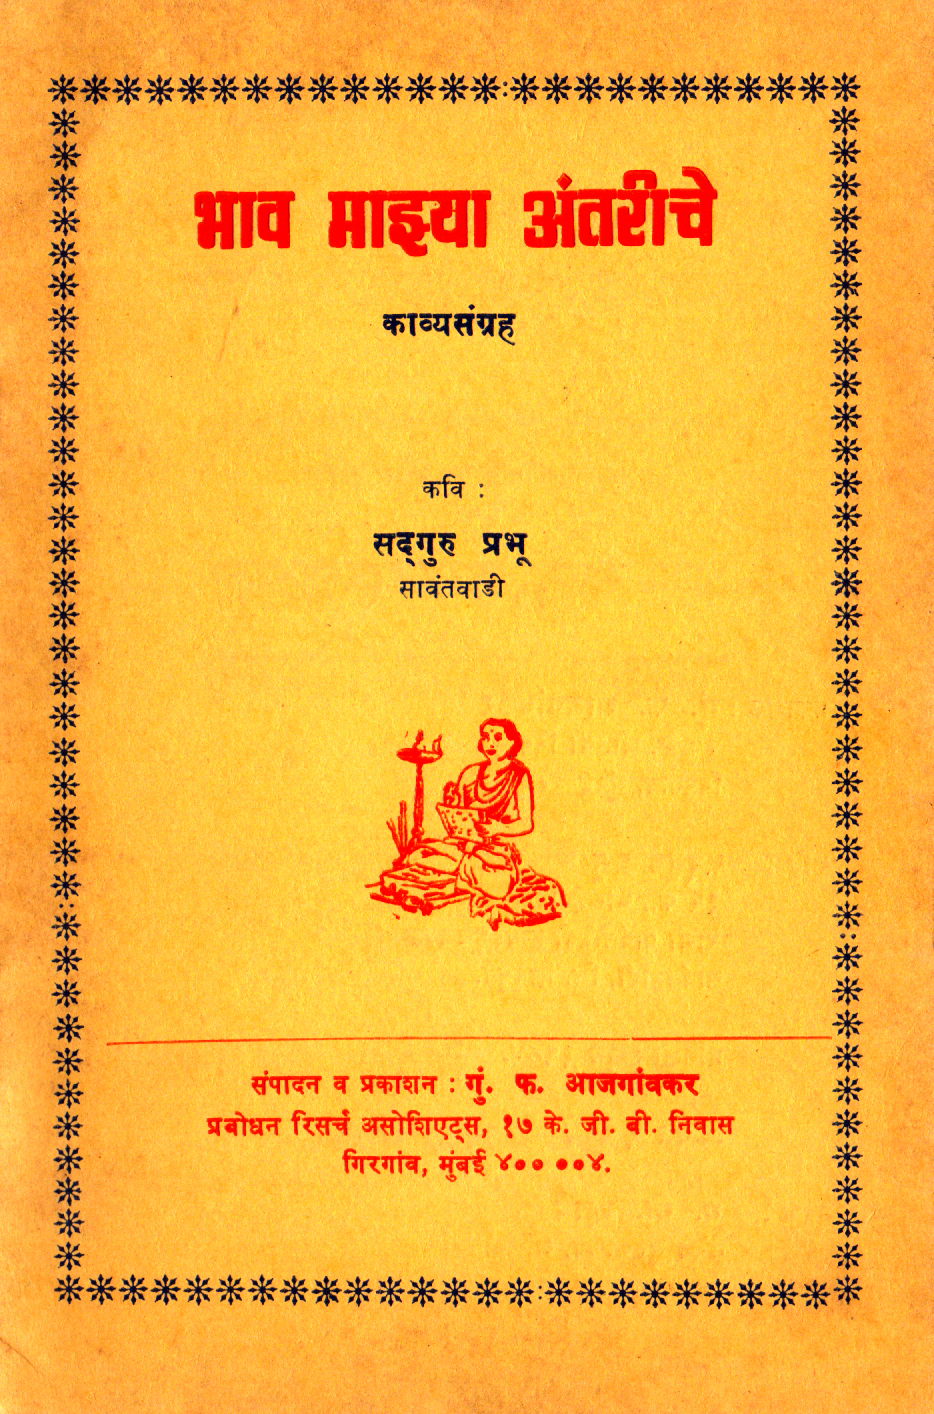 भाव माझ्या अंतरीचे
काव्यसंग्रह
कवि :
सद्‌गुरु प्रभू
सावंतवाडी
संपादन व प्रकाशन : गुं. फ. आजगांवकर
प्रबोधन रिसर्च असोशिएट्स, १७ के. जी. बी. निवास
गिरगांव, मुंबई ४०० ००४.